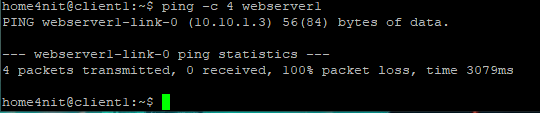 home4nit@client1:~$ ping -c 4 webserver1
PING webserver1-link-0 (10.10.1.3) 56(84) bytes of data.
--- webserver1-link-0 ping statistics ---
4 packets transmitted, 0 received, 100% packet loss, time 3079ms
home4nit@client1:~$